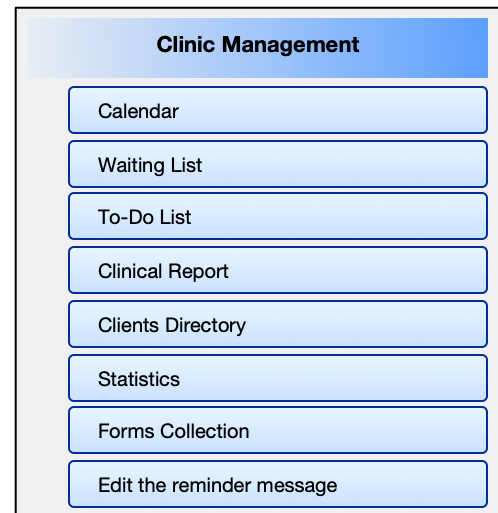 Clinic Management
Calendar
Waiting List
To-Do List
Clinical Report
Clients Directory
Statistics
Forms Collection
Edit the reminder message